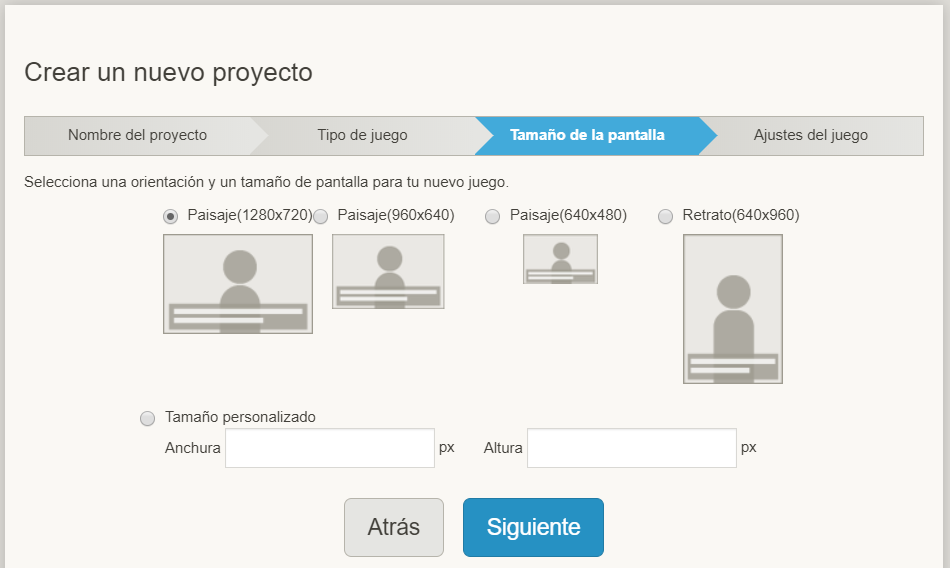 Crear un nuevo proyecto
Nombre del proyecto Tipo de juego Tamaño de la pantalla Ajustes del juego
Selecciona una orientación y un tamaño de pantalla para tu nuevo juego.
Paisaje(1280x720) Paisaje(960x640) Paisaje(640x480) Retrato(640x960)
Tamaño personalizado
Anchura px Altura px
Atrás Siguiente